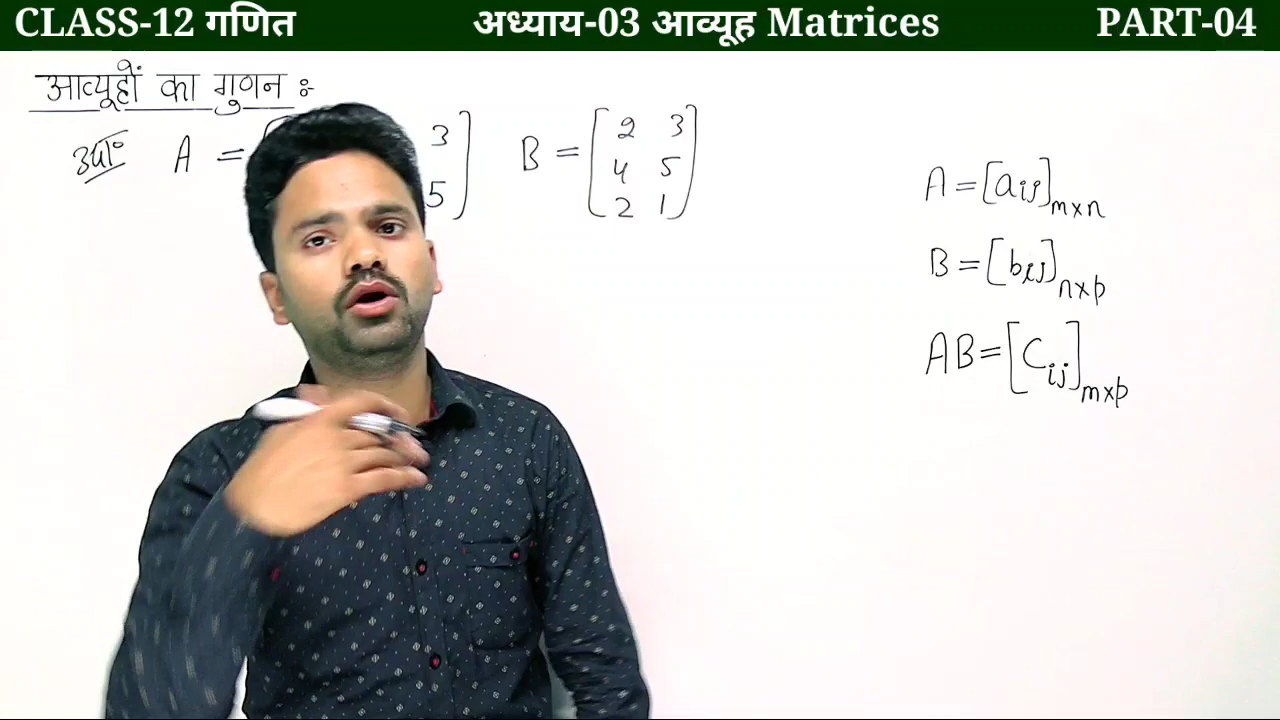 CLASS-12 गणित अध्याय-03 आव्यूह Matrices PART-04
आव्यूहों का गुणन :-
उदा० A = [ 3 B = [ 2 3
4 5
5 ] 2 1 ]
A = [aij]m×n
B = [bij]n×p
AB = [Cij]m×p